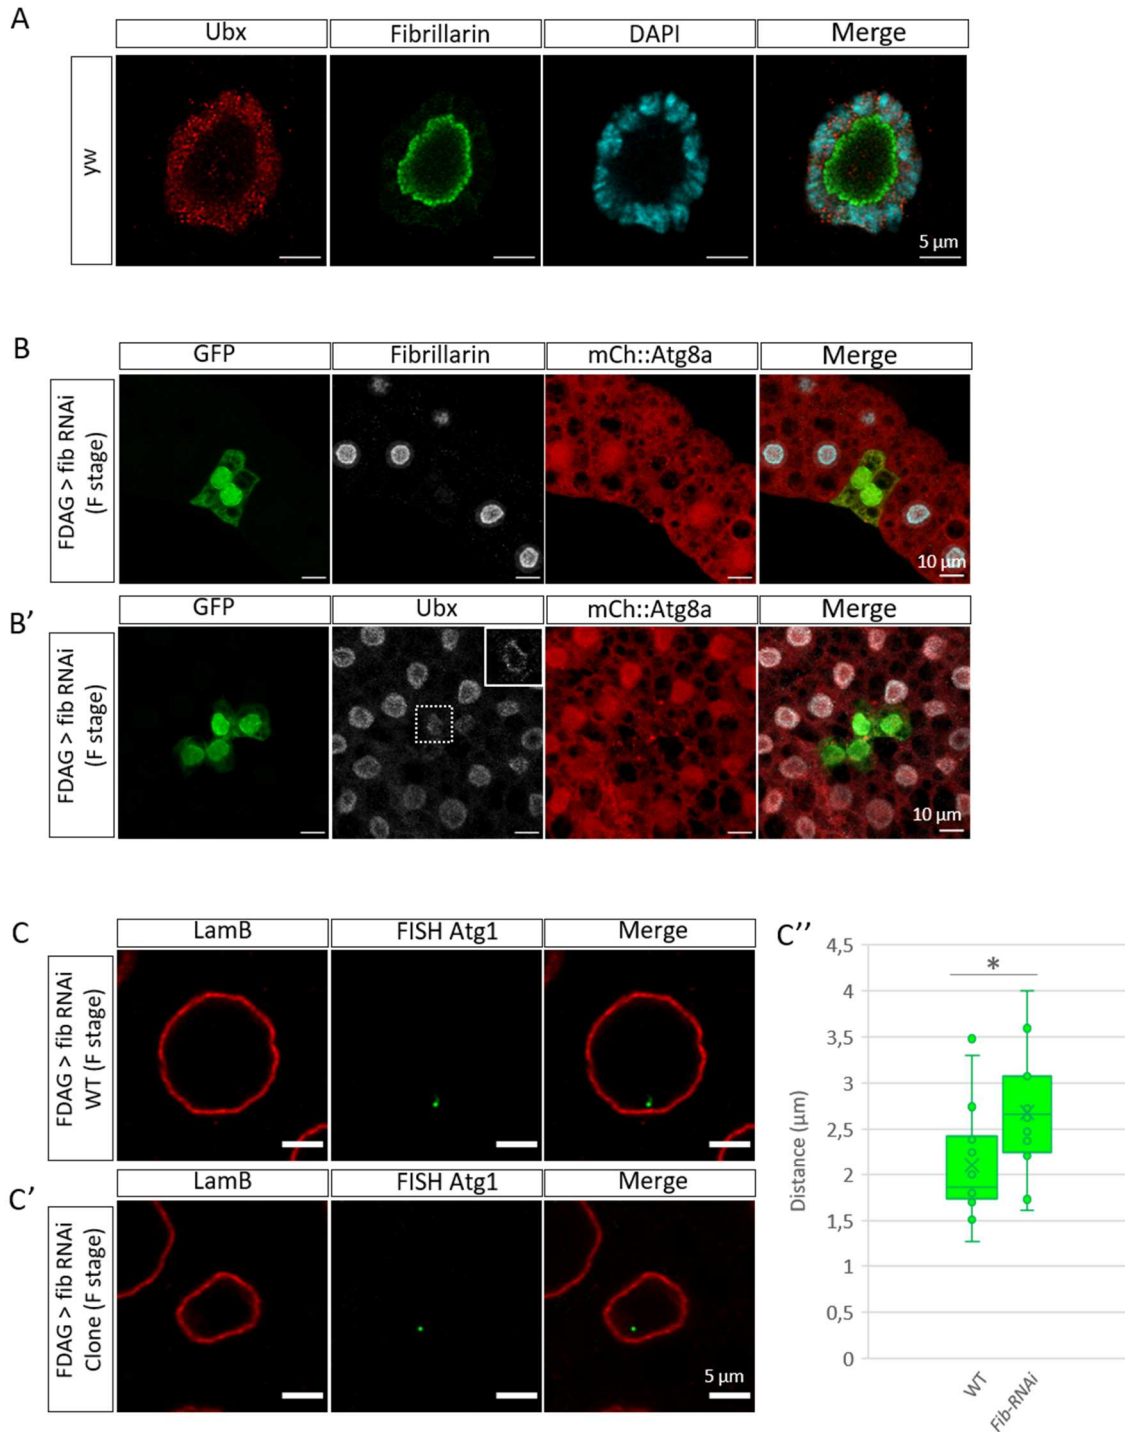 A
Ubx
Fibrillarin
DAPI
Merge
yw
5 µm
B
GFP
Fibrillarin
mCh::Atg8a
Merge
FDAG > fib RNAi
(F stage)
10 µm
B’
GFP
Ubx
mCh::Atg8a
Merge
FDAG > fib RNAi
(F stage)
10 µm
C
LamB
FISH Atg1
Merge
FDAG > fib RNAi
WT (F stage)
C’
LamB
FISH Atg1
Merge
FDAG > fib RNAi
Clone (F stage)
5 µm
C’’
4,5
4
3,5
3
2,5
2
1,5
1
0,5
0
Distance (µm)
*
WT
Fib-RNAi